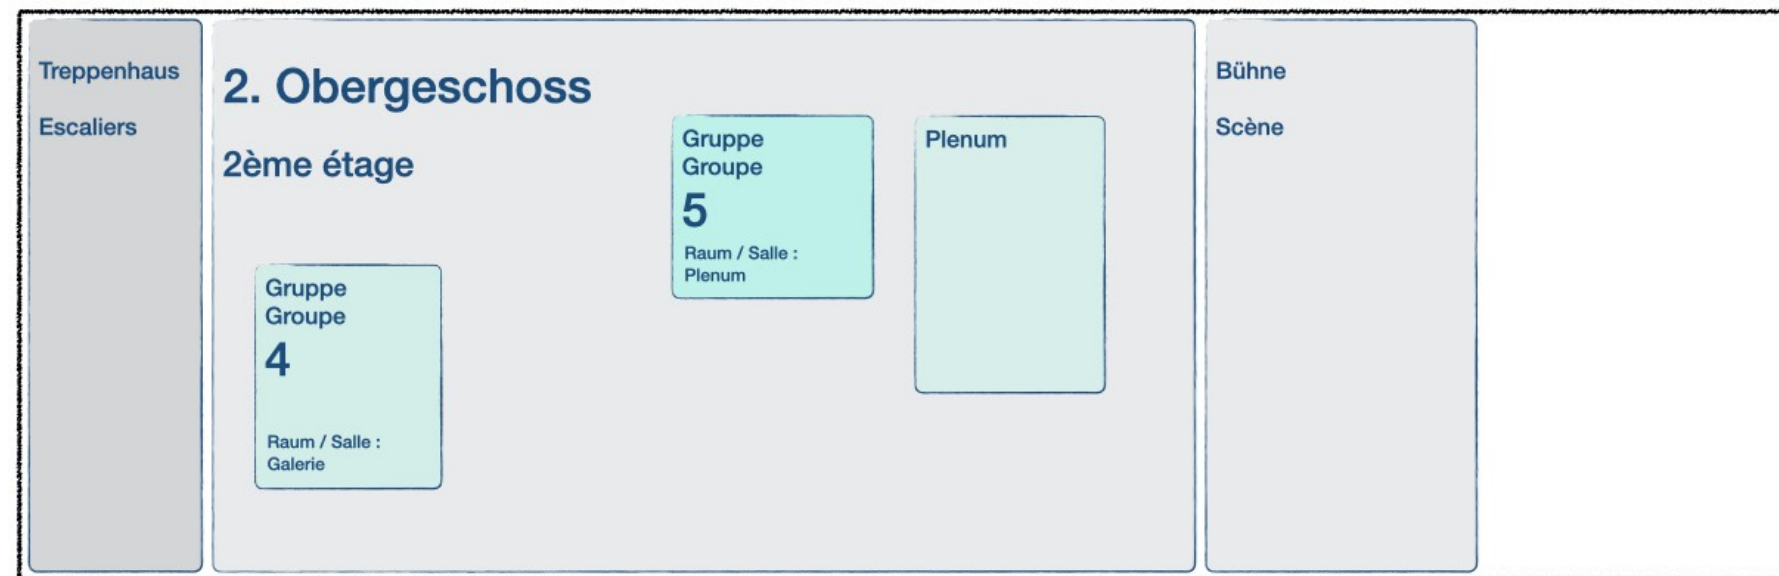 Treppenhaus
Escaliers
2. Obergeschoss
2ème étage
Gruppe
Groupe
4
Raum / Salle :
Galerie
Gruppe
Groupe
5
Raum / Salle :
Plenum
Plenum
Bühne
Scène